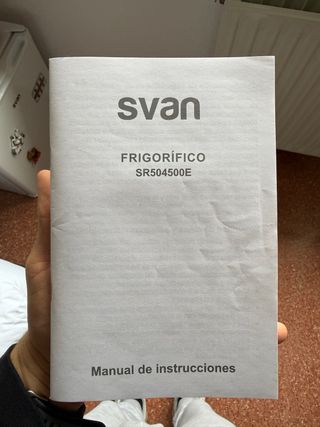 svan
FRIGORÍFICO
SR504500E
Manual de instrucciones